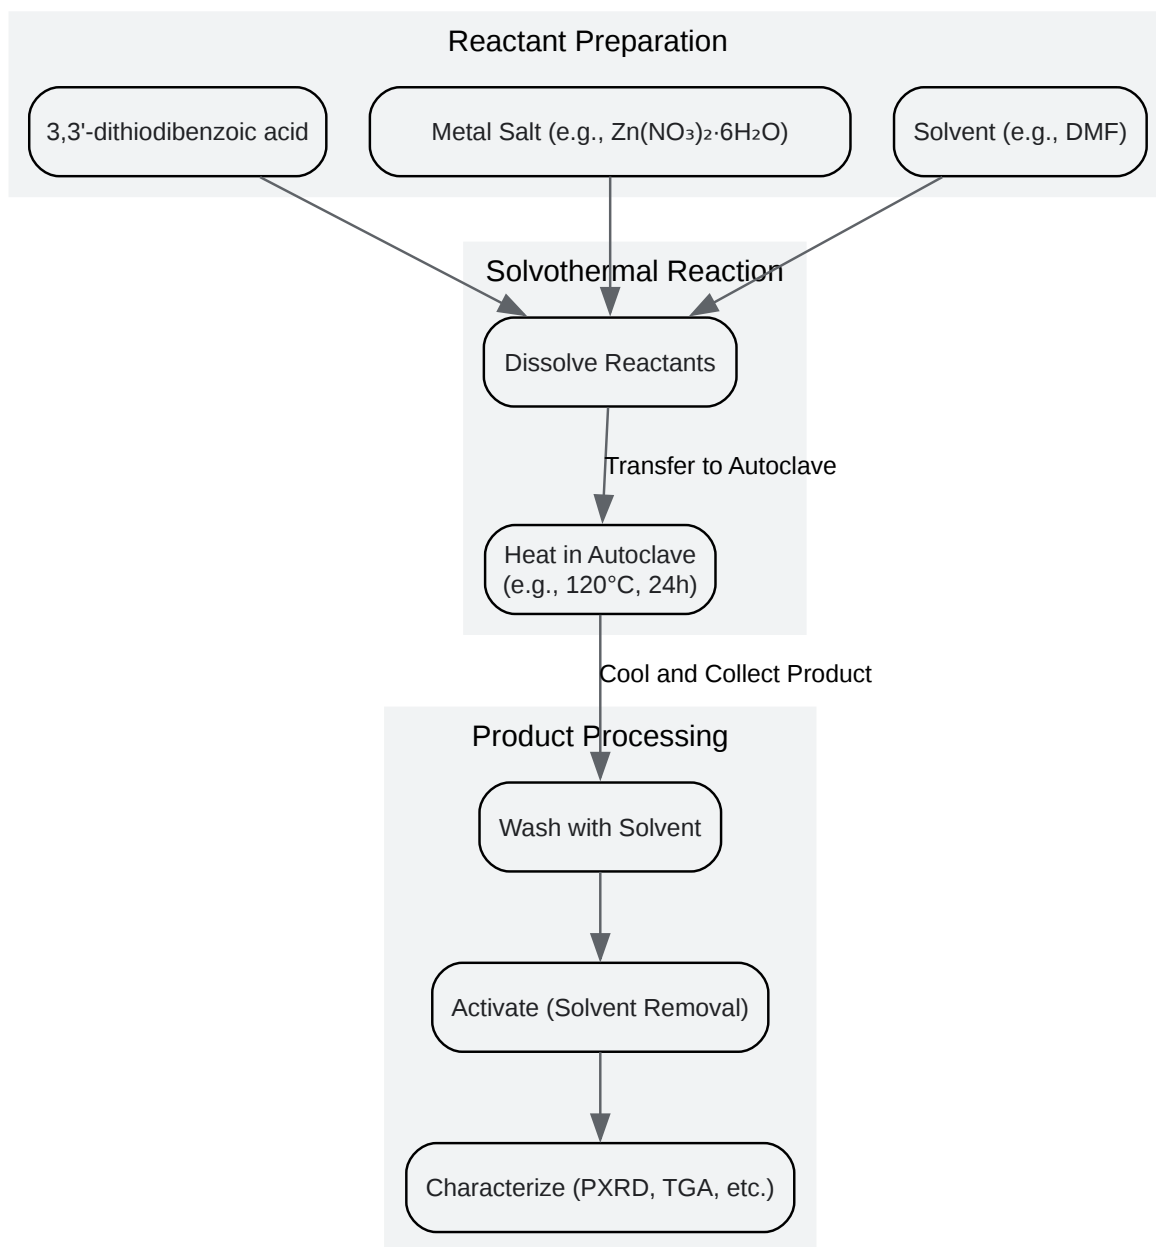 Reactant Preparation
3,3'-dithiodibenzoic acid
Metal Salt (e.g., Zn(NO₃)₂·6H₂O)
Solvent (e.g., DMF)
Solvothermal Reaction
Dissolve Reactants
Transfer to Autoclave
Heat in Autoclave
(e.g., 120°C, 24h)
Cool and Collect Product
Product Processing
Wash with Solvent
Activate (Solvent Removal)
Characterize (PXRD, TGA, etc.)